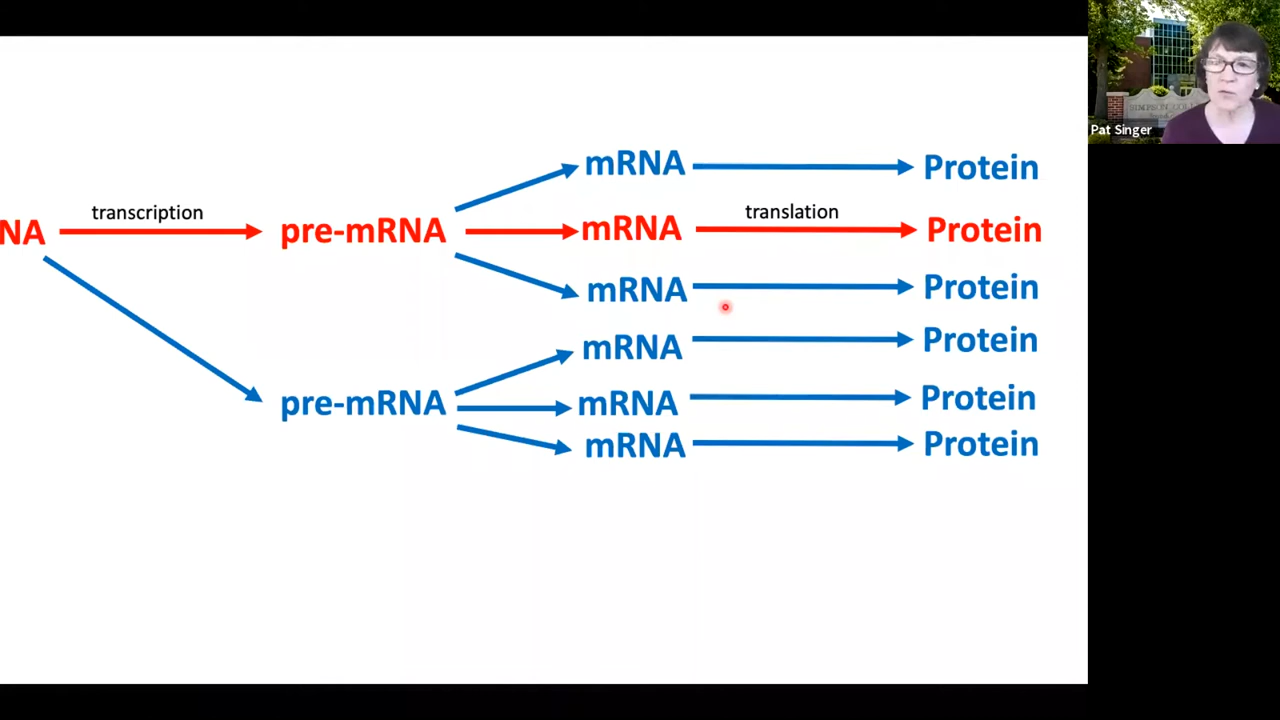 Pat Singer
mRNA
Protein
transcription
translation
NA
pre-mRNA
mRNA
Protein
mRNA
Protein
mRNA
Protein
pre-mRNA
mRNA
Protein
mRNA
Protein